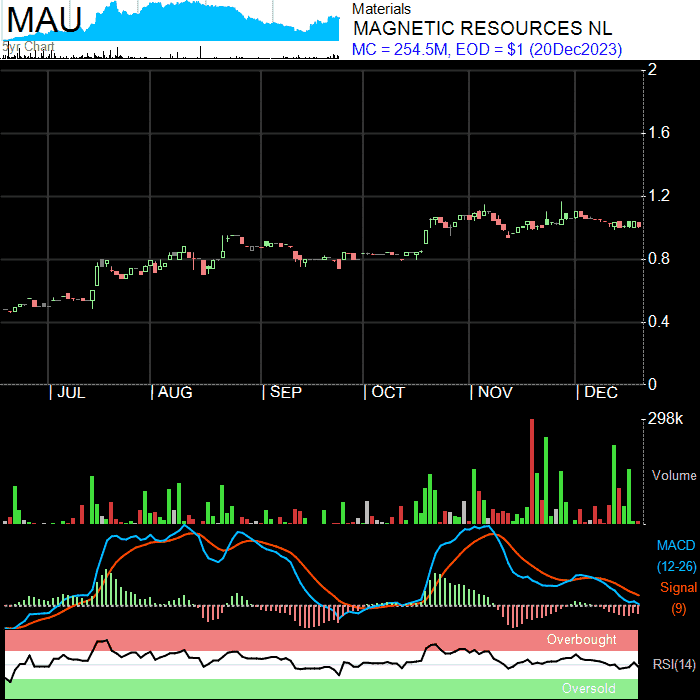 MAU
5yr Chart
Materials
MAGNETIC RESOURCES NL
MC = 254.5M, EOD = $1 (20Dec2023)
2
1.6
1.2
0.8
0.4
0
JUL AUG SEP OCT NOV DEC
298k
Volume
MACD
(12-26)
Signal
(9)
Overbought
RSI(14)
Oversold